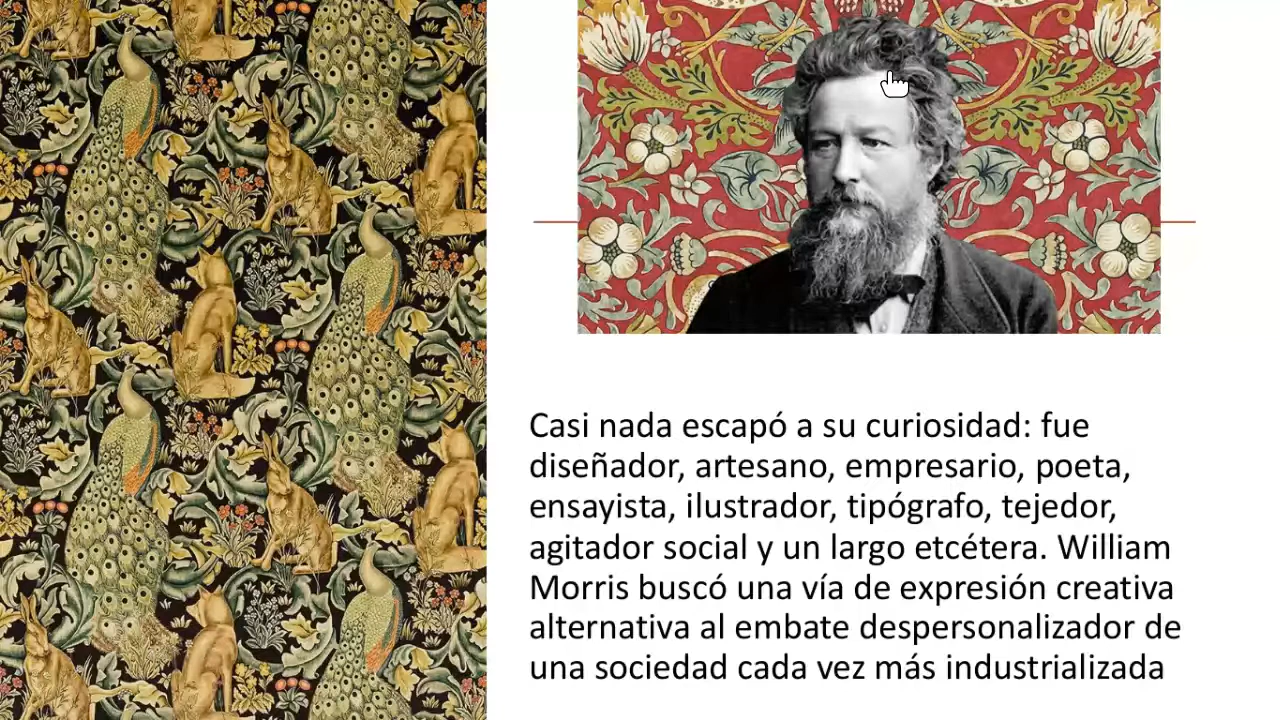 Casi nada escapó a su curiosidad: fue
diseñador, artesano, empresario, poeta,
ensayista, ilustrador, tipógrafo, tejedor,
agitador social y un largo etcétera. William
Morris buscó una vía de expresión creativa
alternativa al embate despersonalizador de
una sociedad cada vez más industrializada